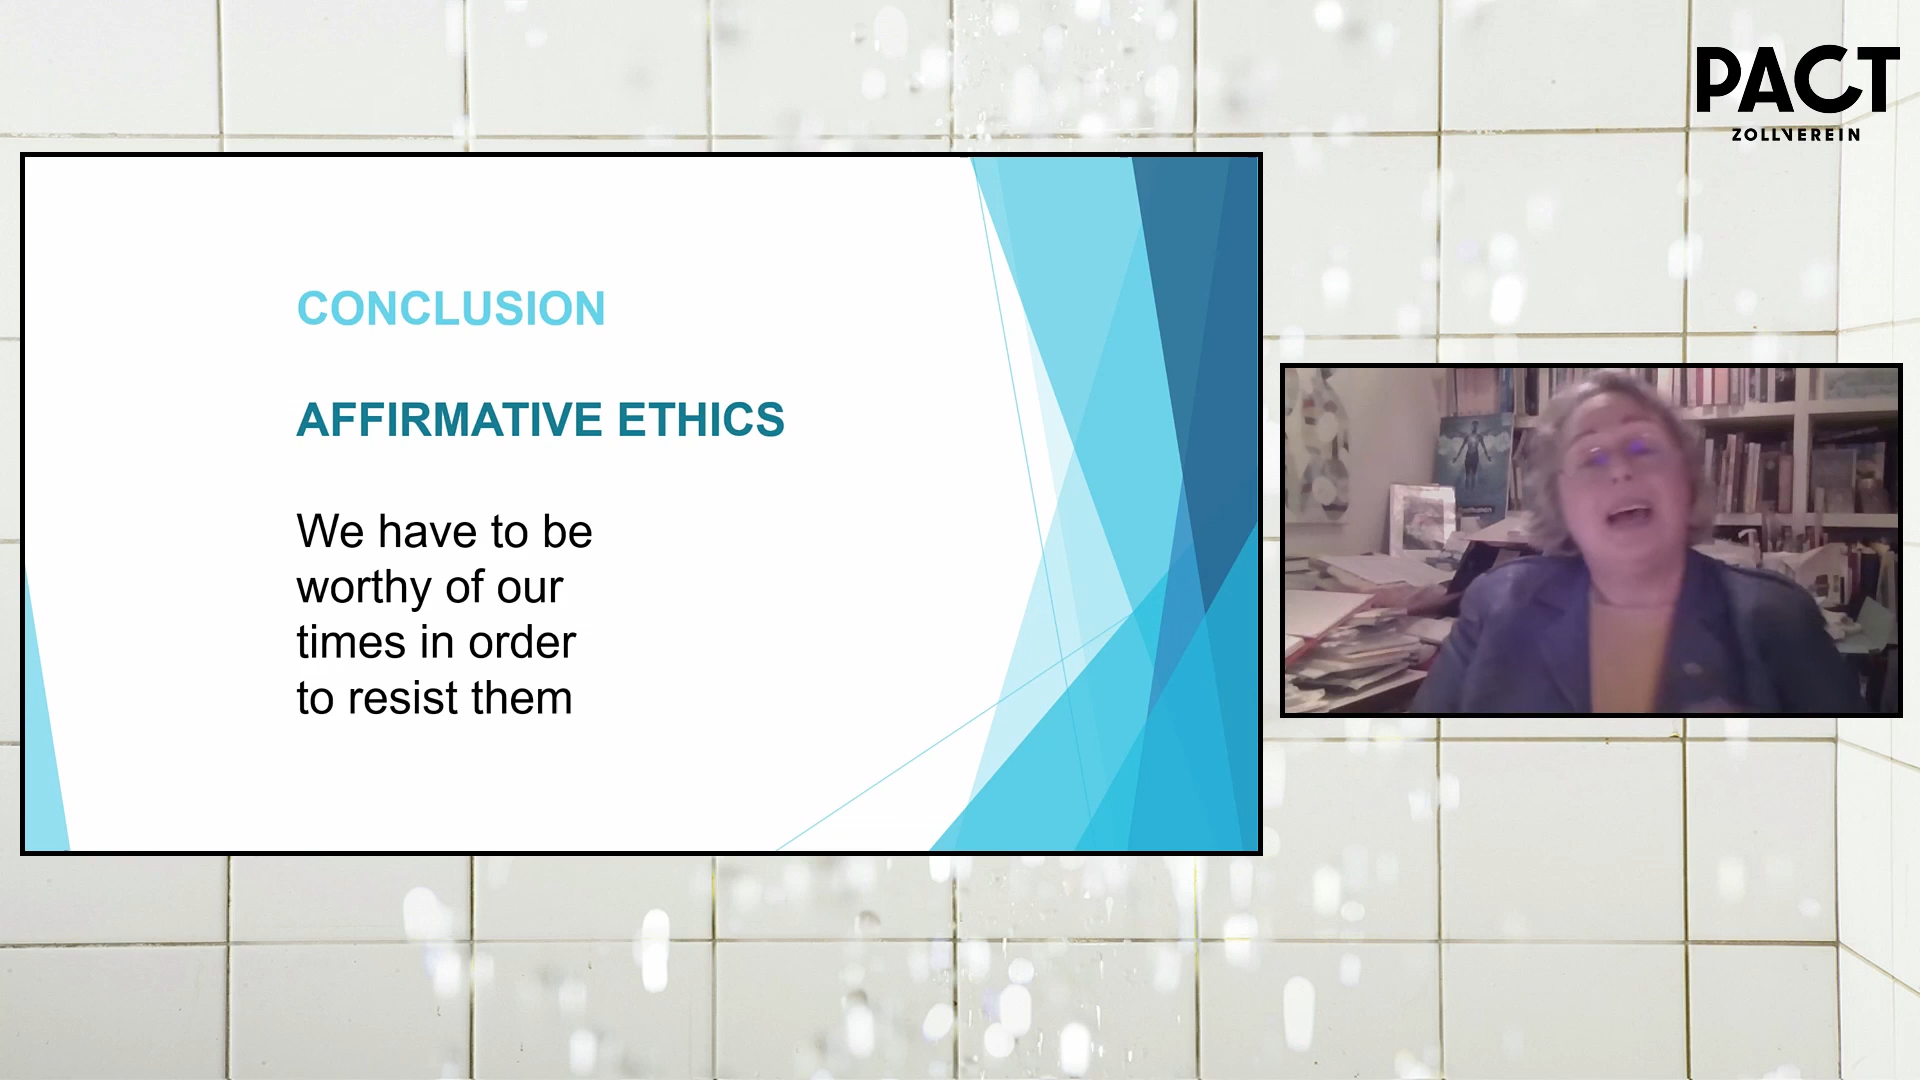 PACT
ZOLLVEREIN
CONCLUSION
AFFIRMATIVE ETHICS
We have to be
worthy of our
times in order
to resist them